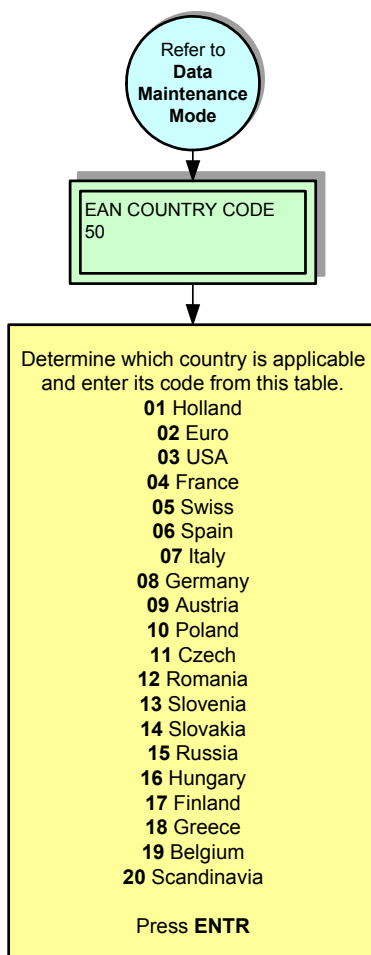 Refer to
Data
Maintenance
Mode
EAN COUNTRY CODE
50
Determine which country is applicable
and enter its code from this table.
01 Holland
02 Euro
03 USA
04 France
05 Swiss
06 Spain
07 Italy
08 Germany
09 Austria
10 Poland
11 Czech
12 Romania
13 Slovenia
14 Slovakia
15 Russia
16 Hungary
17 Finland
18 Greece
19 Belgium
20 Scandinavia
Press ENTR